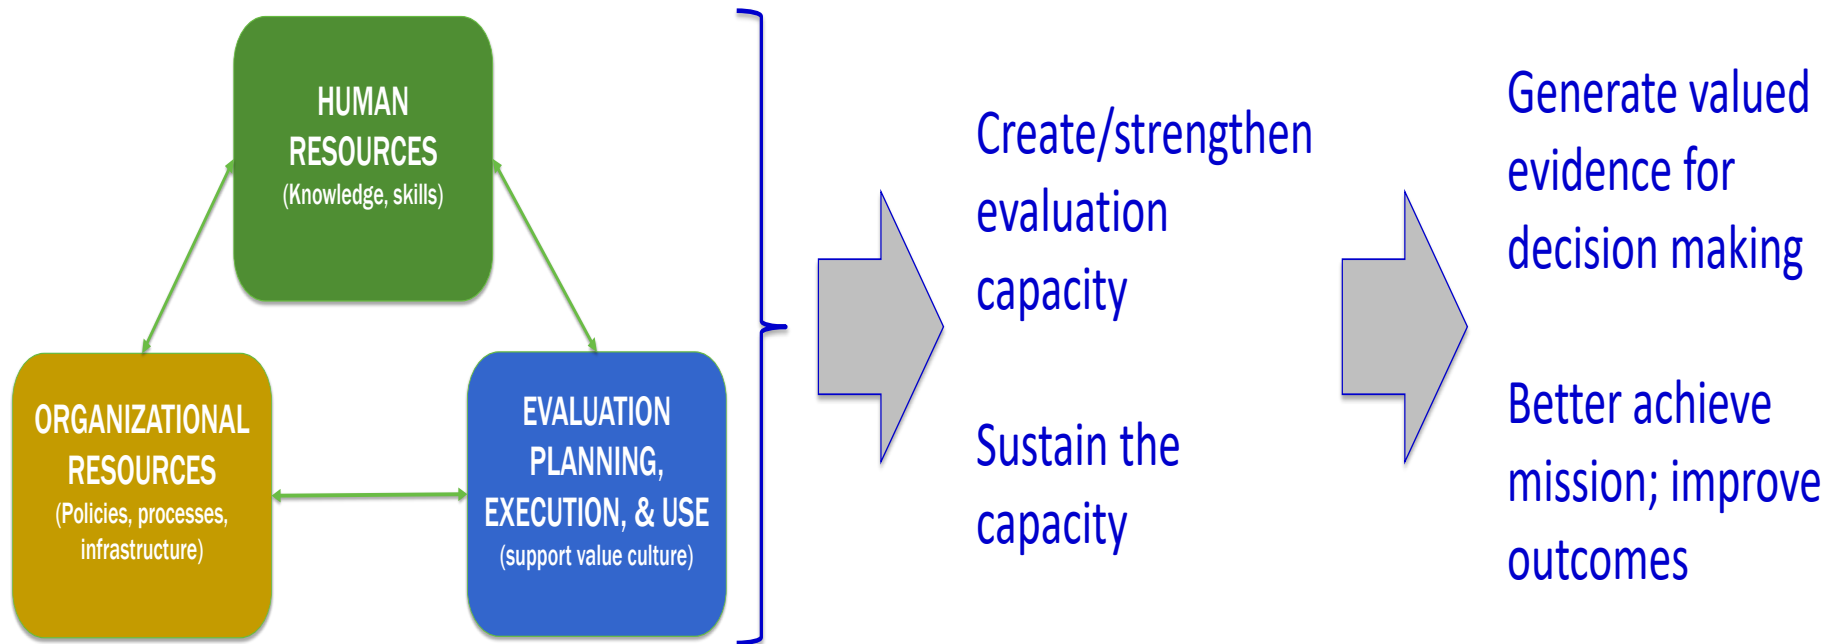 HUMAN
RESOURCES
(Knowledge, skills)
ORGANIZATIONAL
RESOURCES
(Policies, processes,
infrastructure)
EVALUATION
PLANNING,
EXECUTION, & USE
(support value culture)
Create/strengthen
evaluation
capacity
Sustain the
capacity
Generate valued
evidence for
decision making
Better achieve
mission; improve
outcomes